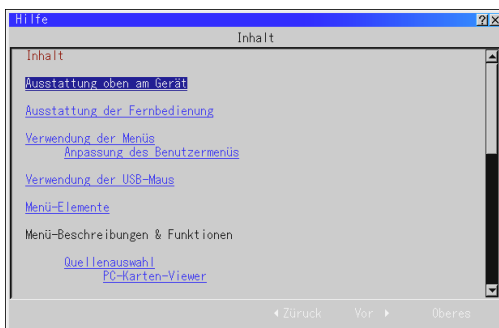 Hilfe
Inhalt
Inhalt
Ausstattung oben am Gerät
Ausstattung der Fernbedienung
Verwendung der Menüs
Anpassung des Benutzermenüs
Verwendung der USB-Maus
Menü-Elemente
Menü-Beschreibungen & Funktionen
Quellenauswahl
PC-Karten-Viewer
Züruck Vor Oberes